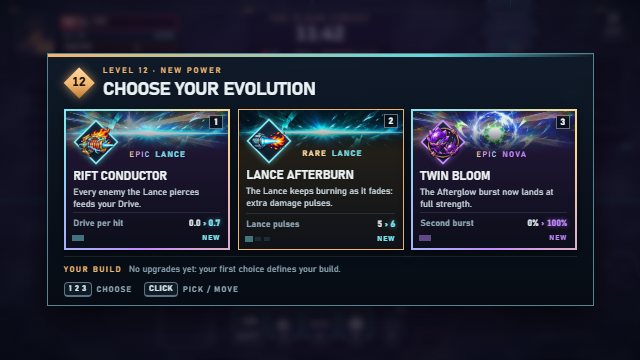 12
LEVEL 12 · NEW POWER
CHOOSE YOUR EVOLUTION
1
EPIC LANCE
RIFT CONDUCTOR
Every enemy the Lance pierces
feeds your Drive.
Drive per hit 0.0 › 0.7
NEW
2
RARE LANCE
LANCE AFTERBURN
The Lance keeps burning as it fades:
extra damage pulses.
Lance pulses 5 › 6
NEW
3
EPIC NOVA
TWIN BLOOM
The Afterglow burst now lands at
full strength.
Second burst 0% › 100%
NEW
YOUR BUILD No upgrades yet: your first choice defines your build.
1 2 3 CHOOSE CLICK PICK / MOVE